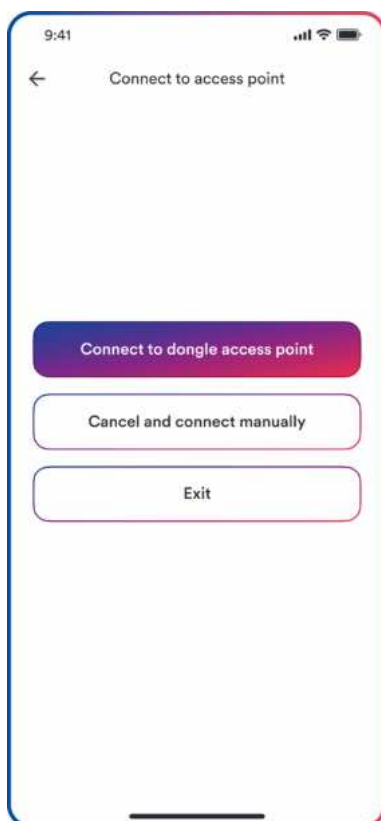 9:41
Connect to access point
Connect to dongle access point
Cancel and connect manually
Exit